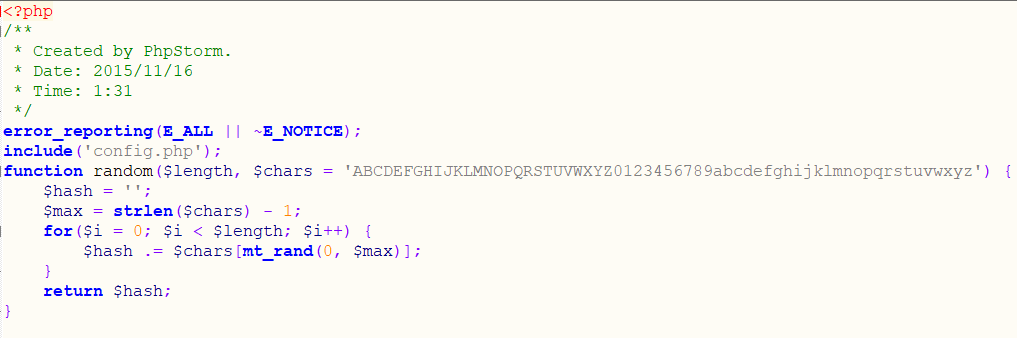 <?php
/**
 * Created by PhpStorm.
 * Date: 2015/11/16
 * Time: 1:31
 */
error_reporting(E_ALL || ~E_NOTICE);
include('config.php');
function random($length, $chars = 'ABCDEFGHIJKLMNOPQRSTUVWXYZ0123456789abcdefghijklmnopqrstuvwxyz') {
    $hash = '';
    $max = strlen($chars) - 1;
    for($i = 0; $i < $length; $i++) {
        $hash .= $chars[mt_rand(0, $max)];
    }
    return $hash;
}